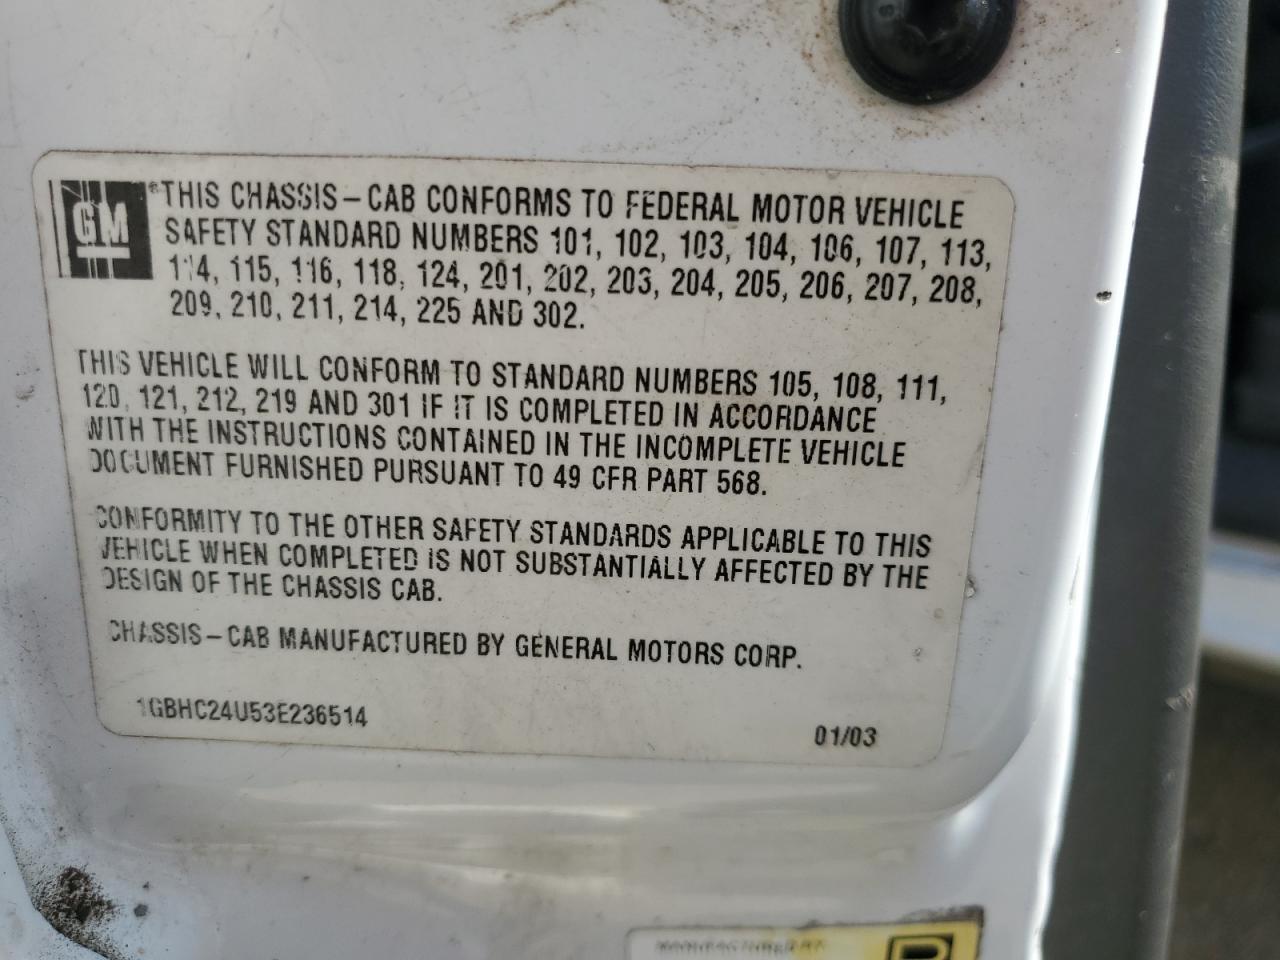 GM
THIS CHASSIS-CAB CONFORMS TO FEDERAL MOTOR VEHICLE
SAFETY STANDARD NUMBERS 101, 102, 103, 104, 106, 107, 113,
114, 115, 116, 118, 124, 201, 202, 203, 204, 205, 206, 207, 208,
209, 210, 211, 214, 225 AND 302.
THIS VEHICLE WILL CONFORM TO STANDARD NUMBERS 105, 108, 111,
120, 121, 212, 219 AND 301 IF IT IS COMPLETED IN ACCORDANCE
WITH THE INSTRUCTIONS CONTAINED IN THE INCOMPLETE VEHICLE
DOCUMENT FURNISHED PURSUANT TO 49 CFR PART 568.
CONFORMITY TO THE OTHER SAFETY STANDARDS APPLICABLE TO THIS
VEHICLE WHEN COMPLETED IS NOT SUBSTANTIALLY AFFECTED BY THE
DESIGN OF THE CHASSIS CAB.
CHASSIS-CAB MANUFACTURED BY GENERAL MOTORS CORP.
1GBHC24U53E236514
01/03
MANUFACTURED BY